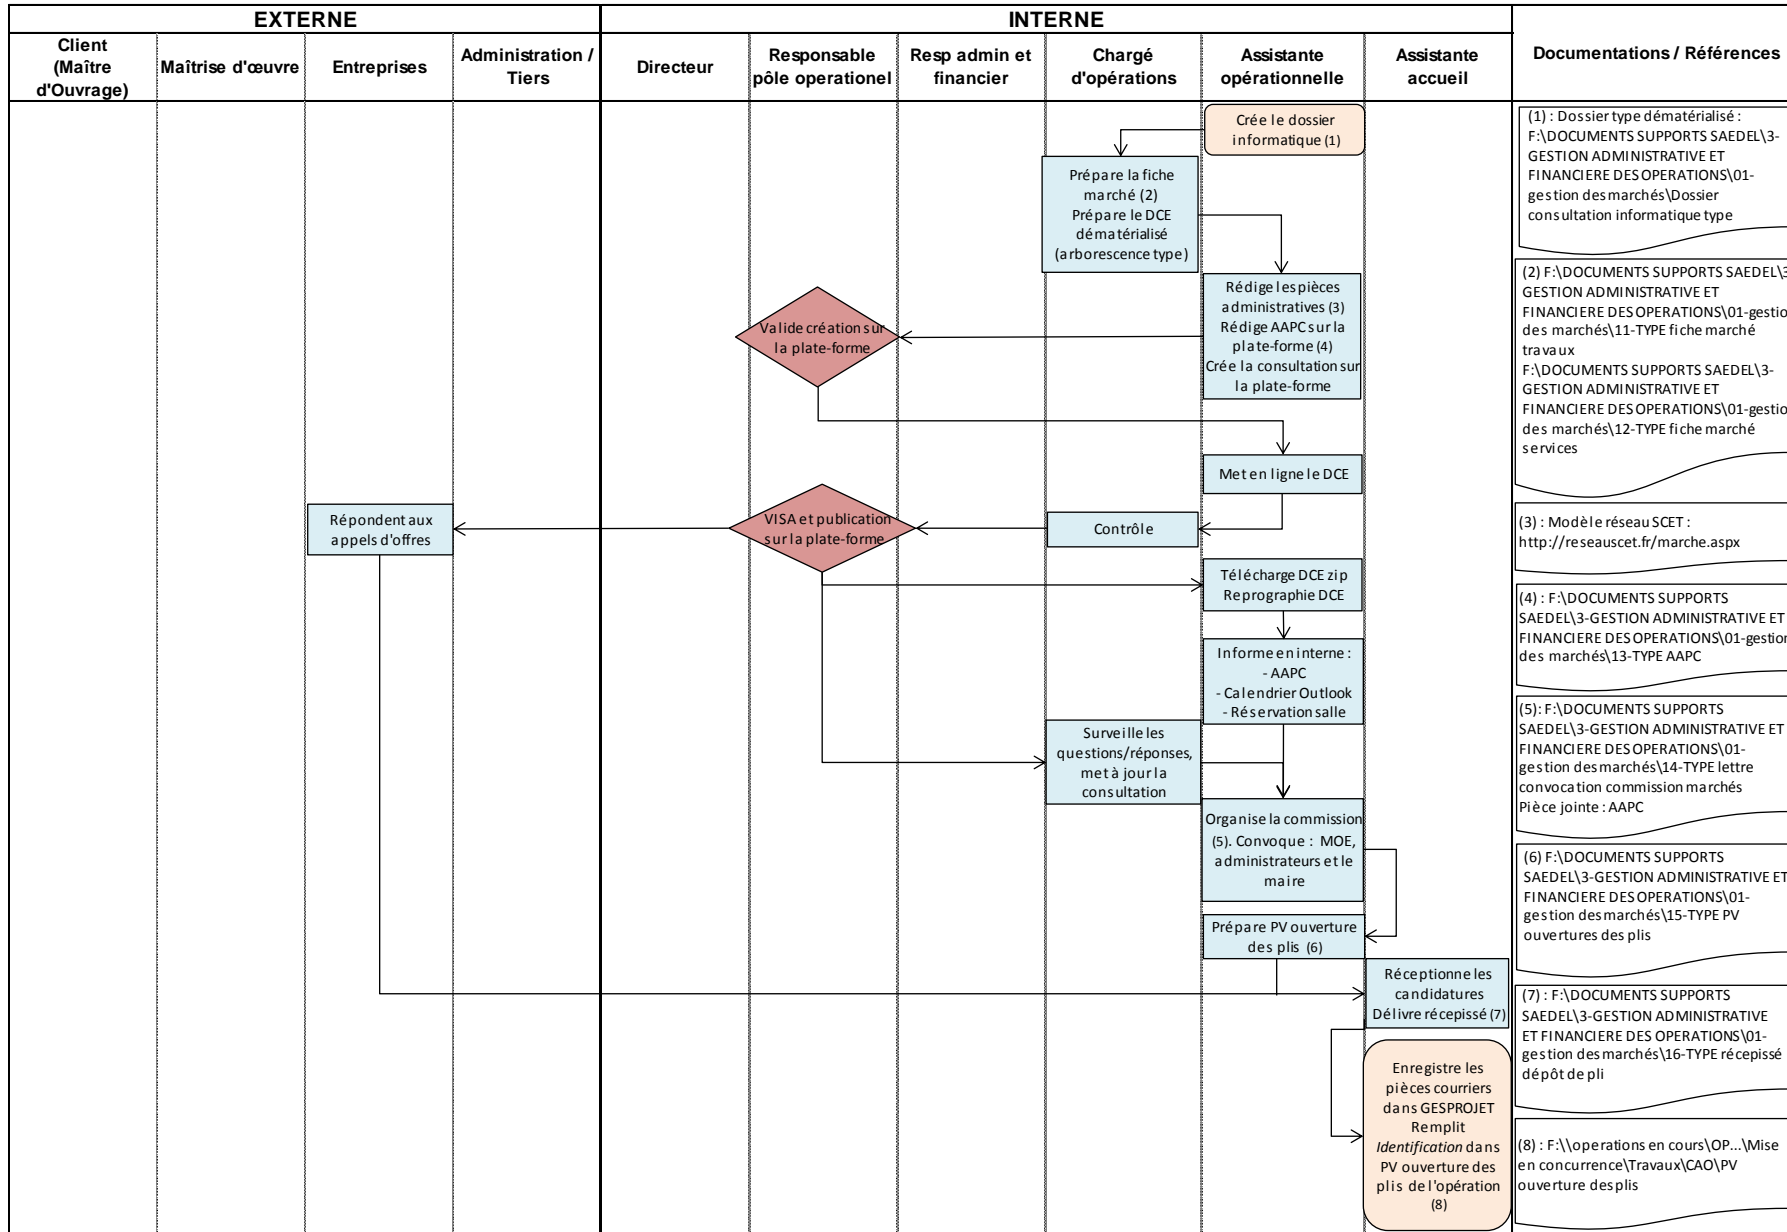 EXTERNE
INTERNE
Client
(Maître
d'Ouvrage)
Maîtrise d'œuvre
Entreprises
Administration /
Tiers
Directeur
Responsable
pôle operationel
Resp admin et
financier
Chargé
d'opérations
Assistante
opérationnelle
Assistante
accueil
Documentations / Références
Crée le dossier
informatique (1)
Prépare la fiche
marché (2)
Prépare le DCE
dématérialisé
(arborescence type)
Rédige les pièces
administratives (3)
Rédige AAPC sur la
plate-forme (4)
Crée la consultation sur
la plate-forme
Valide création sur
la plate-forme
Met en ligne le DCE
Contrôle
VISA et publication
sur la plate-forme
Répondent aux
appels d'offres
Télécharge DCE zip
Reprographie DCE
Informe en interne :
- AAPC
- Calendrier Outlook
- Réservation salle
Surveille les
questions/réponses,
met à jour la
consultation
Organise la commission
(5). Convoque : MOE,
administrateurs et le
maire
Prépare PV ouverture
des plis (6)
Réceptionne les
candidatures
Délivre récepissé (7)
Enregistre les
pièces courriers
dans GESPROJET
Remplit
Identification dans
PV ouverture des
plis de l'opération
(8)
(1) : Dossier type dématérialisé :
F:\DOCUMENTS SUPPORTS SAEDEL\3-
GESTION ADMINISTRATIVE ET
FINANCIERE DES OPERATIONS\01-
gestion des marchés\Dossier
consultation informatique type
(2) F:\DOCUMENTS SUPPORTS SAEDEL\3
GESTION ADMINISTRATIVE ET
FINANCIERE DES OPERATIONS\01-gestio
des marchés\11-TYPE fiche marché
travaux
F:\DOCUMENTS SUPPORTS SAEDEL\3-
GESTION ADMINISTRATIVE ET
FINANCIERE DES OPERATIONS\01-gestio
des marchés\12-TYPE fiche marché
services
(3) : Modèle réseau SCET :
http://reseauscet.fr/marche.aspx
(4) : F:\DOCUMENTS SUPPORTS
SAEDEL\3-GESTION ADMINISTRATIVE ET
FINANCIERE DES OPERATIONS\01-gestion
des marchés\13-TYPE AAPC
(5): F:\DOCUMENTS SUPPORTS
SAEDEL\3-GESTION ADMINISTRATIVE ET
FINANCIERE DES OPERATIONS\01-
gestion des marchés\14-TYPE lettre
convocation commission marchés
Pièce jointe : AAPC
(6) F:\DOCUMENTS SUPPORTS
SAEDEL\3-GESTION ADMINISTRATIVE ET
FINANCIERE DES OPERATIONS\01-
gestion des marchés\15-TYPE PV
ouvertures des plis
(7) : F:\DOCUMENTS SUPPORTS
SAEDEL\3-GESTION ADMINISTRATIVE
ET FINANCIERE DES OPERATIONS\01-
gestion des marchés\16-TYPE récepissé
dépôt de pli
(8) : F:\\operations en cours\OP...\Mise
en concurrence\Travaux\CAO\PV
ouverture des plis